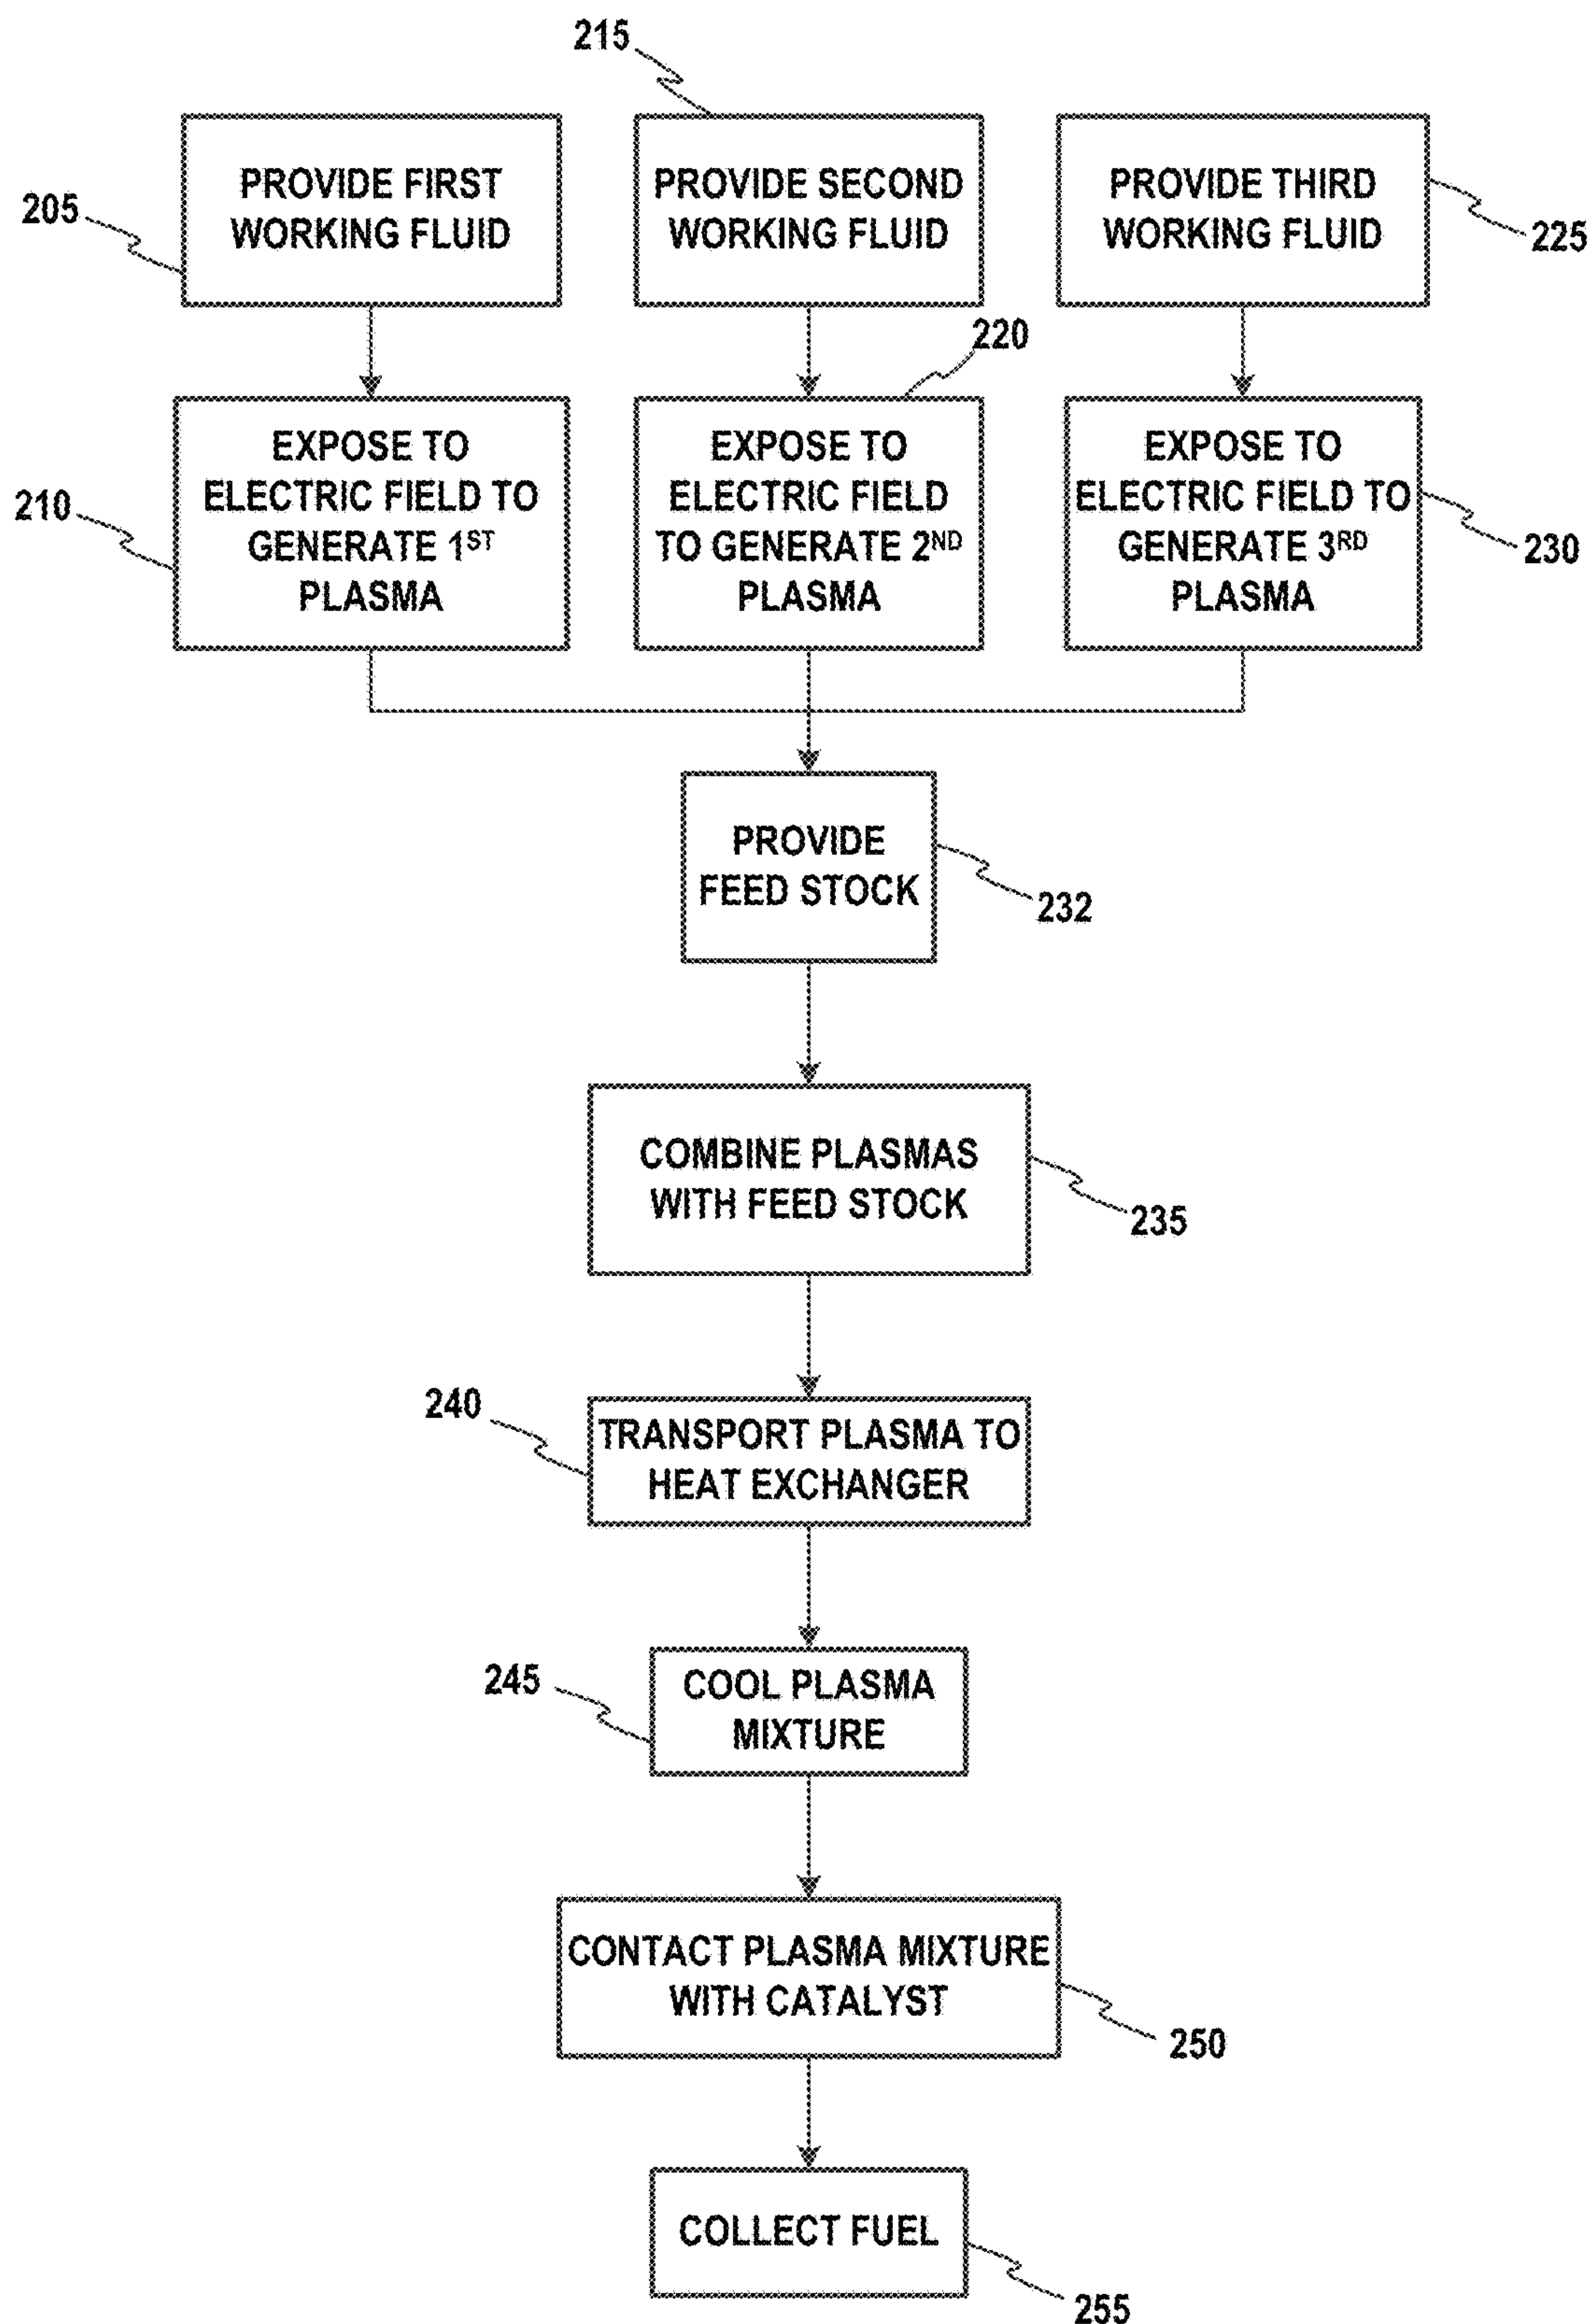 215
PROVIDE FIRST
WORKING FLUID
205
PROVIDE SECOND
WORKING FLUID
PROVIDE THIRD
WORKING FLUID
225
220
EXPOSE TO
ELECTRIC FIELD TO
GENERATE 1ST
PLASMA
210
EXPOSE TO
ELECTRIC FIELD
TO GENERATE 2ND
PLASMA
EXPOSE TO
ELECTRIC FIELD TO
GENERATE 3RD
PLASMA
230
PROVIDE
FEED STOCK
232
COMBINE PLASMAS
WITH FEED STOCK
235
240
TRANSPORT PLASMA TO
HEAT EXCHANGER
245
COOL PLASMA
MIXTURE
CONTACT PLASMA MIXTURE
WITH CATALYST
250
COLLECT FUEL
255